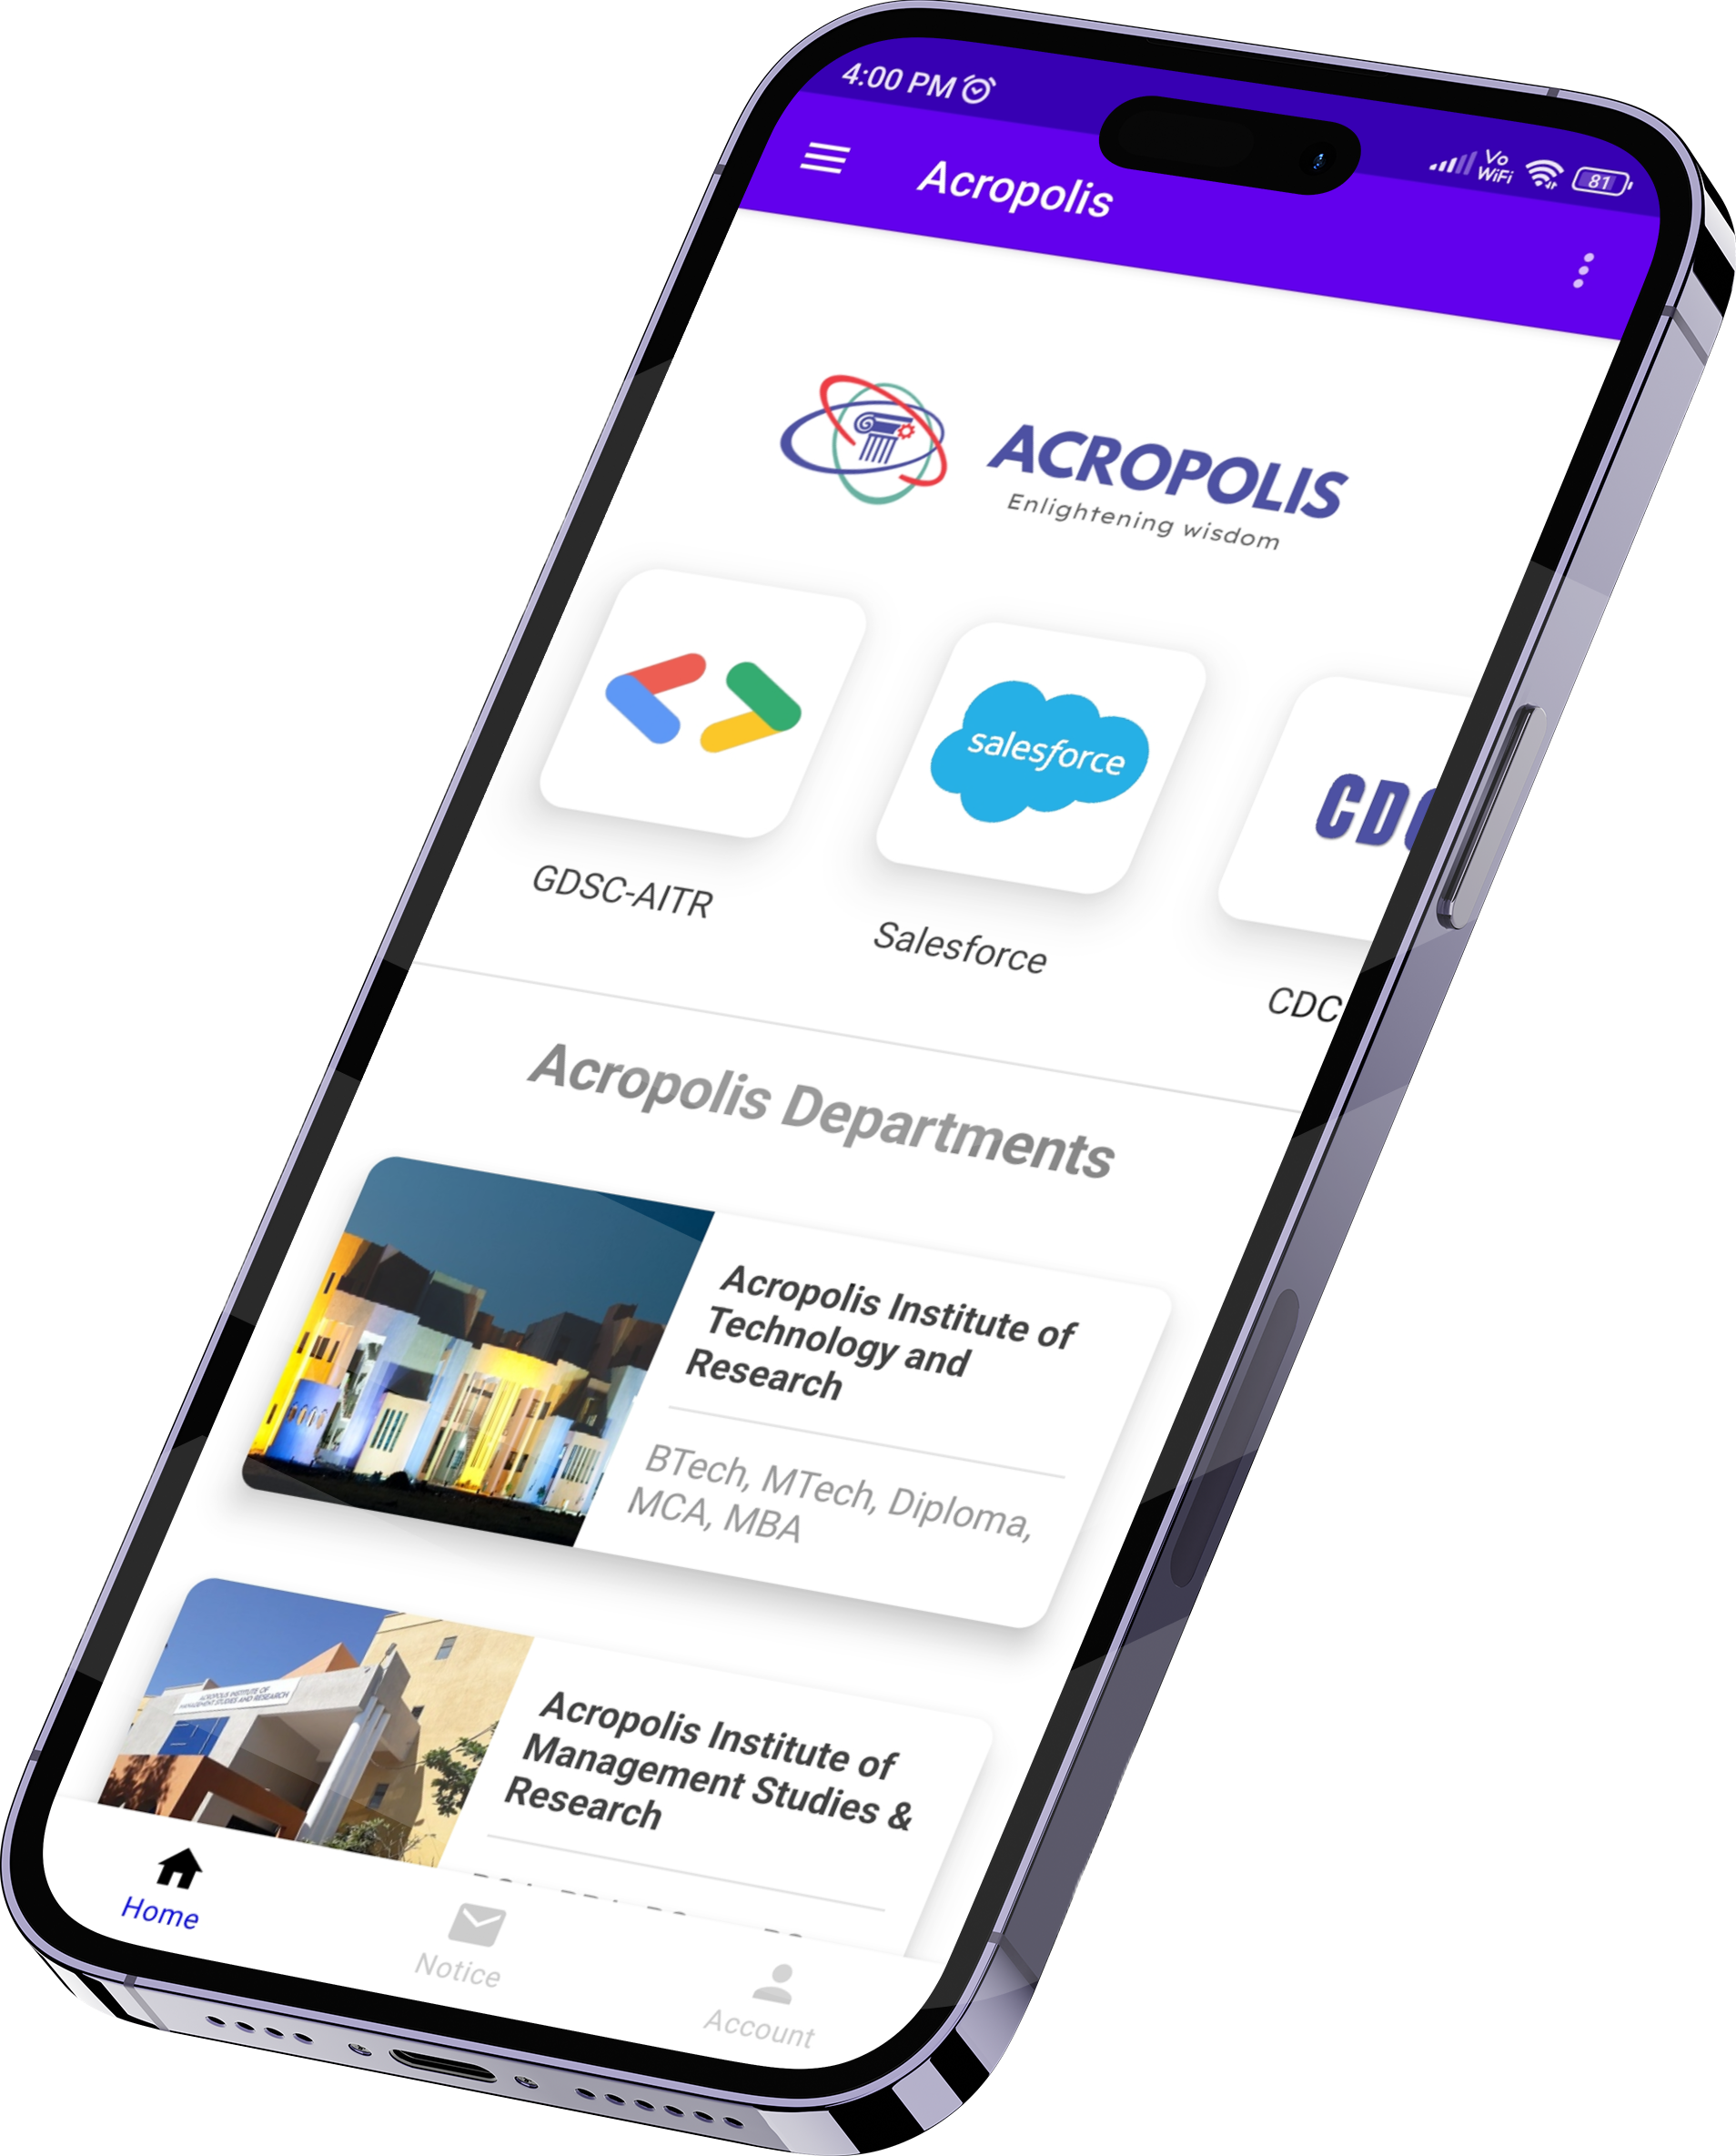 4:00 PM
Vo
WiFi
81
Acropolis
ACROPOLIS
Enlightening wisdom
salesforce
CDC
GDSC-AITR
Salesforce
CDC
Acropolis Departments
Acropolis Institute of
Technology and
Research
BTech, MTech, Diploma,
MCA, MBA
ACROPOLIS INSTITUTE OF
MANAGEMENT STUDIES AND RESEARCH
Acropolis Institute of
Management Studies &
Research
Home
Notice
Account